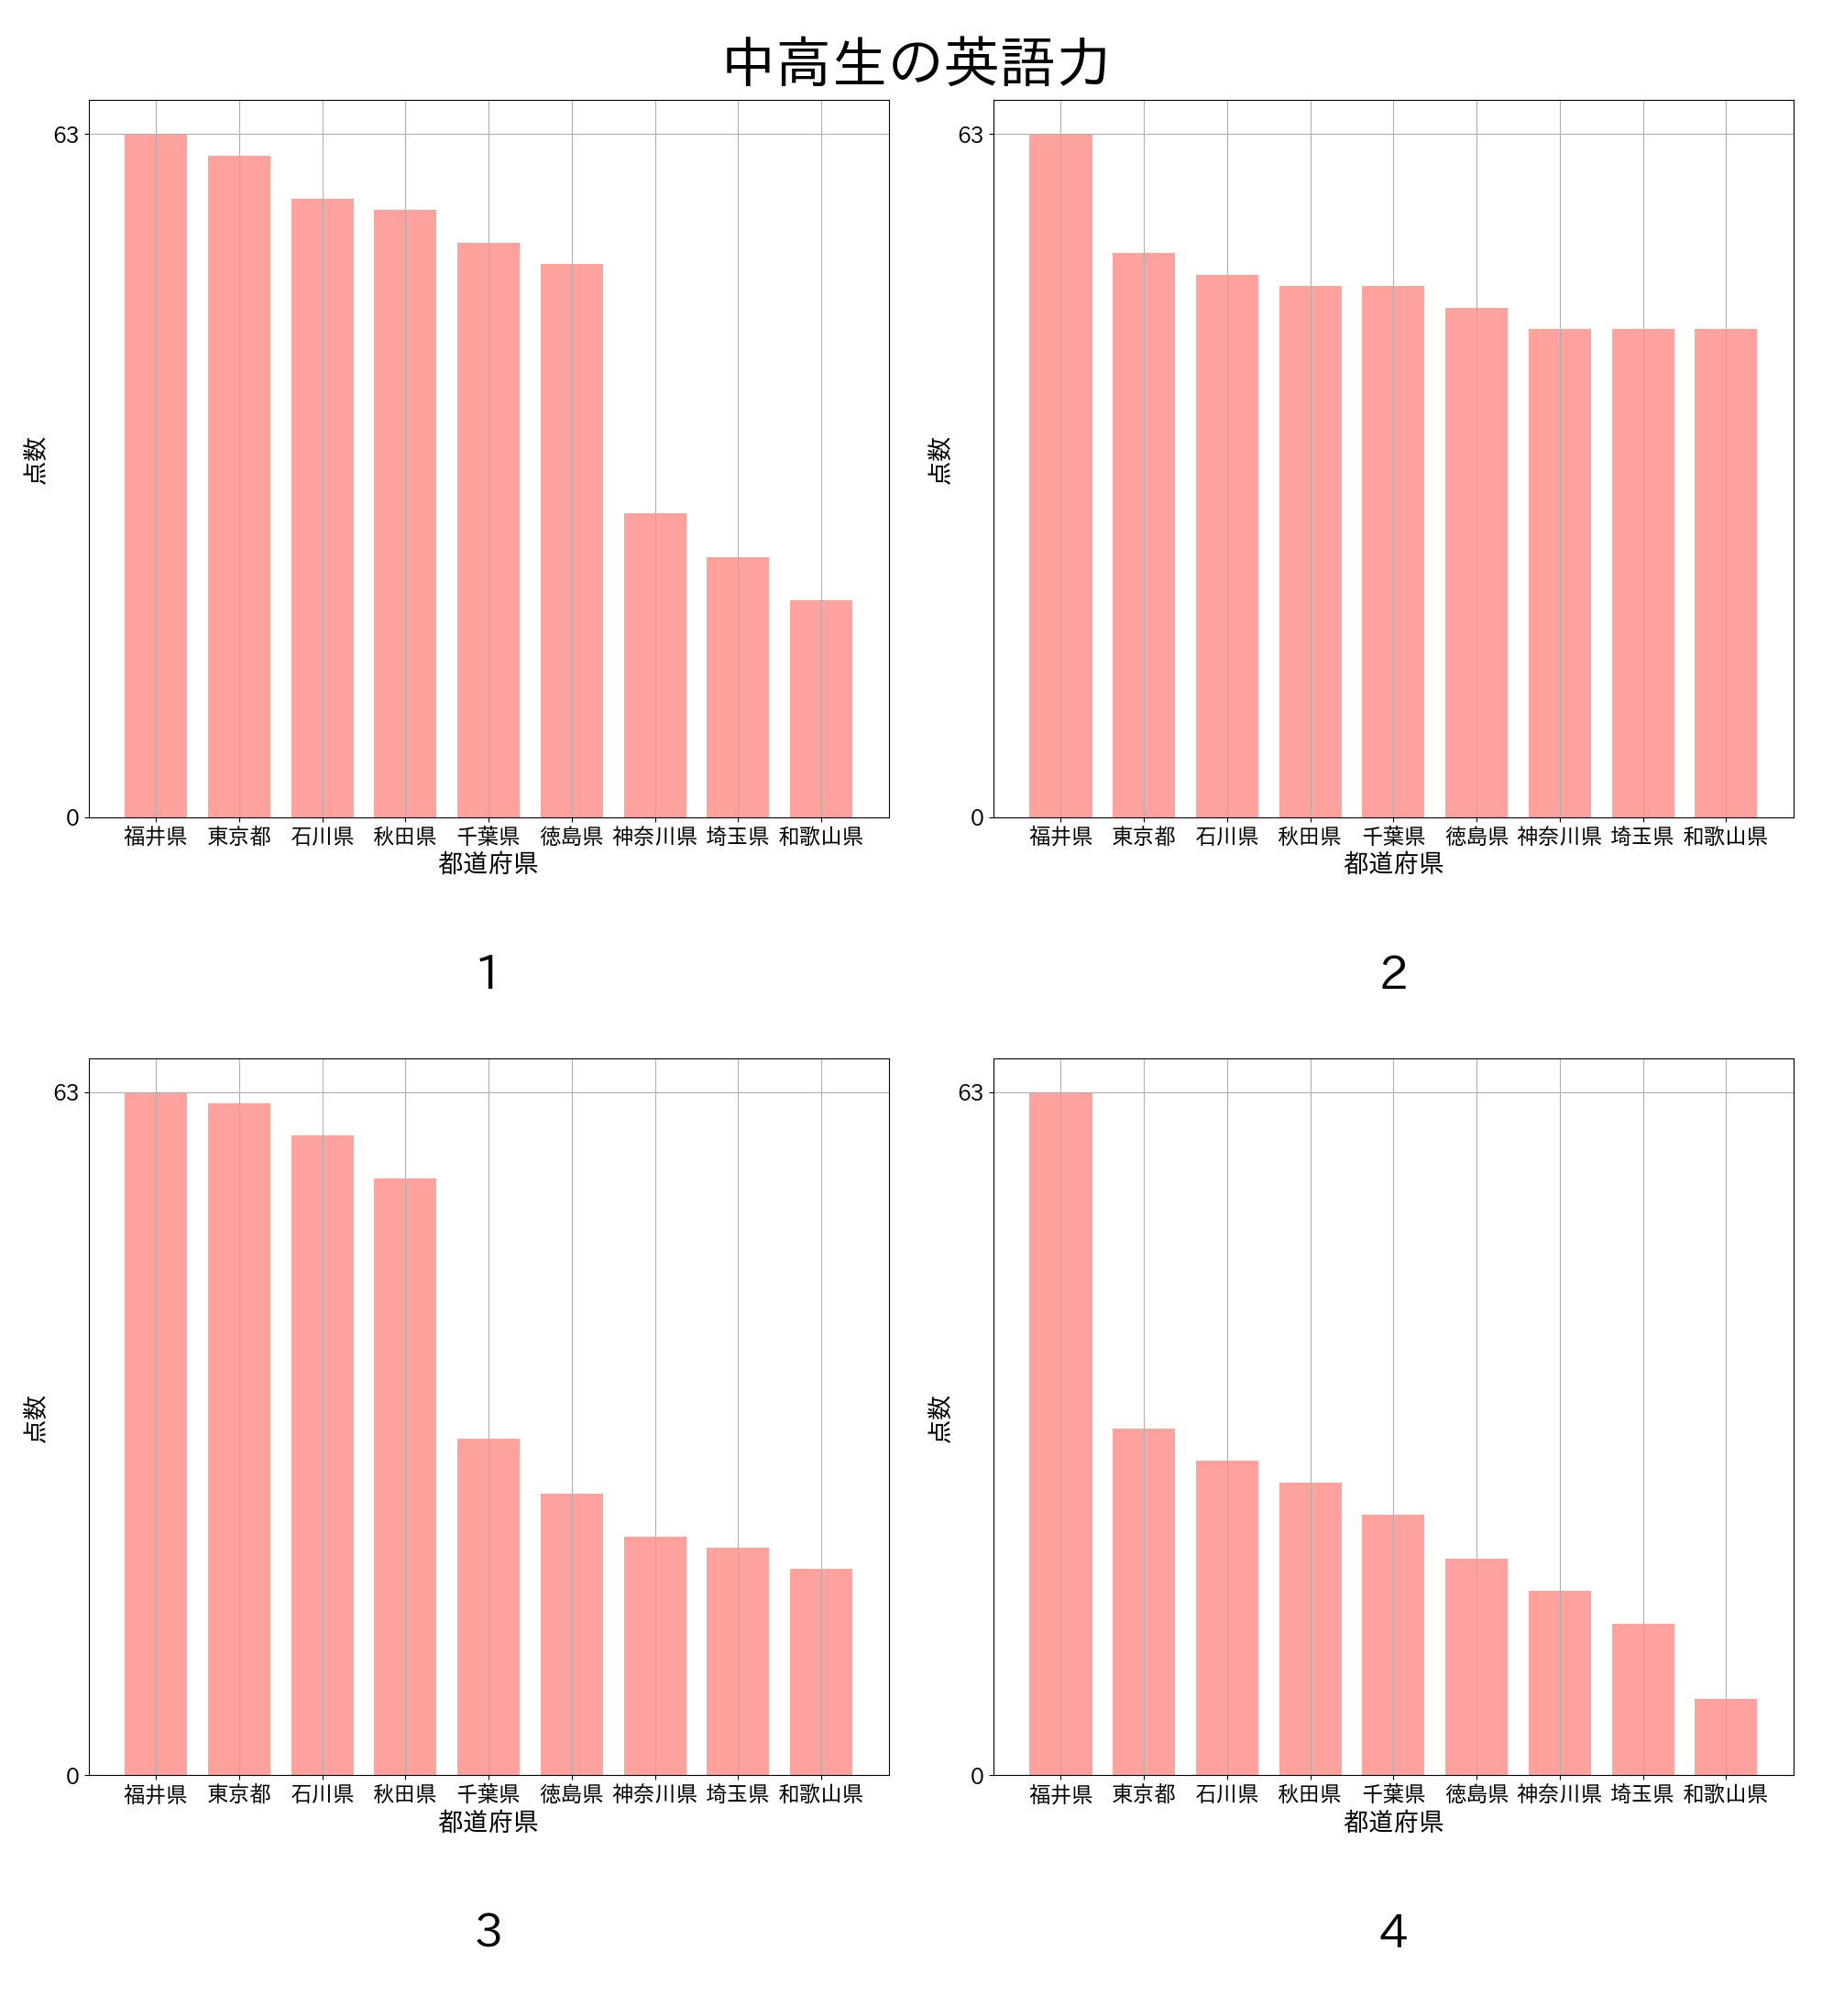 中高生の英語力
63
点数
0
福井県 東京都 石川県 秋田県 千葉県 徳島県 神奈川県 埼玉県 和歌山県
都道府県
1
63
点数
0
福井県 東京都 石川県 秋田県 千葉県 徳島県 神奈川県 埼玉県 和歌山県
都道府県
2
63
点数
0
福井県 東京都 石川県 秋田県 千葉県 徳島県 神奈川県 埼玉県 和歌山県
都道府県
3
63
点数
0
福井県 東京都 石川県 秋田県 千葉県 徳島県 神奈川県 埼玉県 和歌山県
都道府県
4